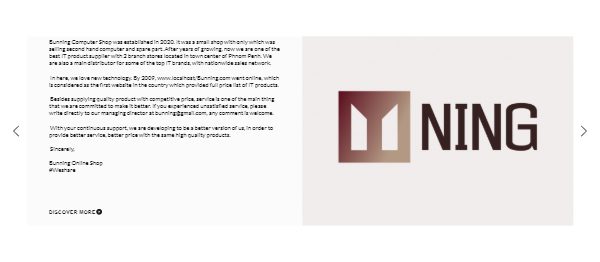 Eunning Computer Shop was established in 2020. It was a small shop with only which was
selling second hand computer and spare part. After years of growing, now we are one of the
best IT product supplier with 2 branch stores located in town center of Phnom Penh. We
are also a main distributor for some of the top IT brands, with nationwide sales network.
In here, we love new technology; By 2009, www.localhost/Eunning.com went online, which
is considered as the first website in the country which provided full price list of IT products.
Besides supplying quality product with competitive price, service is one of the main thing
that we are committed to make it better. If you experienced unsatisfied service, please
write directly to our managing director at bunning@gmail.com, any comment is welcome.
With your continuous support, we are developing to be a better version of us, in order to
provide better service, better price with the same high quality products.
Sincerely,
Eunning Online Shop
#Weshare
DISCOVER MORE
NING